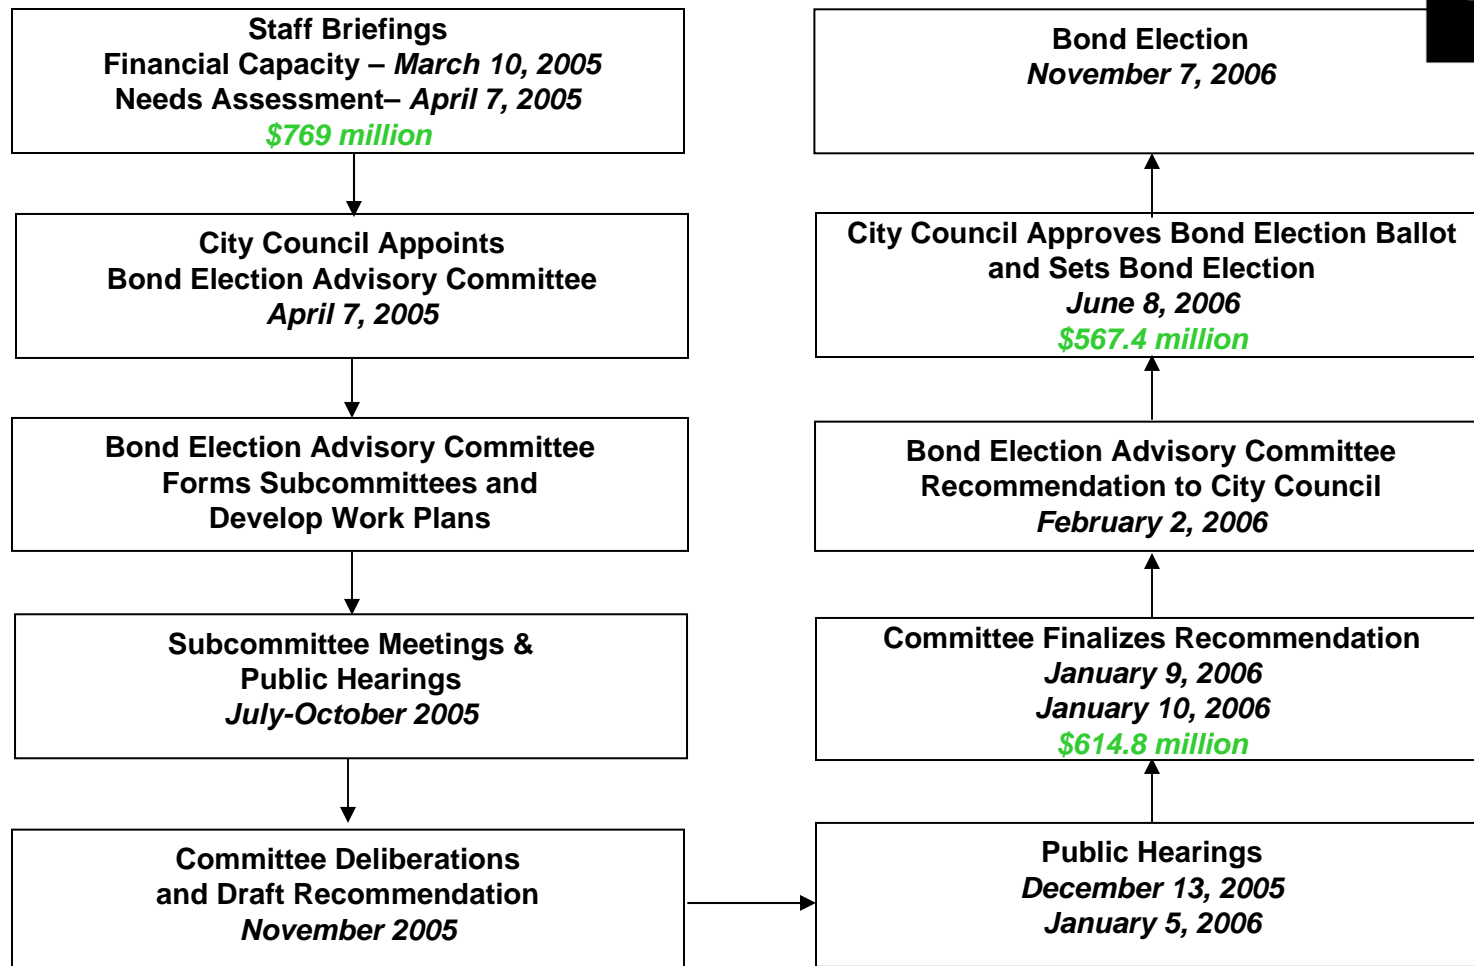 Staff Briefings
Financial Capacity – March 10, 2005
Needs Assessment– April 7, 2005
$769 million
City Council Appoints
Bond Election Advisory Committee
April 7, 2005
Bond Election Advisory Committee
Forms Subcommittees and
Develop Work Plans
Subcommittee Meetings &
Public Hearings
July-October 2005
Committee Deliberations
and Draft Recommendation
November 2005
Public Hearings
December 13, 2005
January 5, 2006
Committee Finalizes Recommendation
January 9, 2006
January 10, 2006
$614.8 million
Bond Election Advisory Committee
Recommendation to City Council
February 2, 2006
City Council Approves Bond Election Ballot
and Sets Bond Election
June 8, 2006
$567.4 million
Bond Election
November 7, 2006